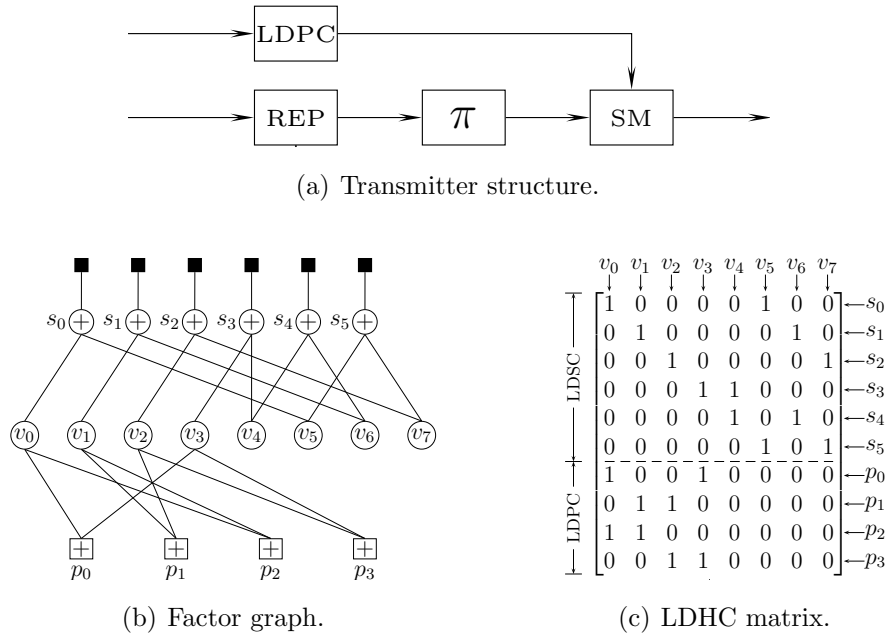 LDPC
REP π SM
(a) Transmitter structure.
s0 + s1 + s2 + s3 + s4 + s5 +
v0 v1 v2 v3 v4 v5 v6 v7
+ + + +
p0 p1 p2 p3
(b) Factor graph.
v0 v1 v2 v3 v4 v5 v6 v7
1 0 0 0 0 1 0 0 s0
0 1 0 0 0 0 1 0 s1
0 0 1 0 0 0 0 1 s2
0 0 0 1 1 0 0 0 s3
0 0 0 0 1 0 1 0 s4
0 0 0 0 0 1 0 1 s5
1 0 0 1 0 0 0 0 p0
0 1 1 0 0 0 0 0 p1
1 1 0 0 0 0 0 0 p2
0 0 1 1 0 0 0 0 p3
LDSC
LDPC
(c) LDHC matrix.